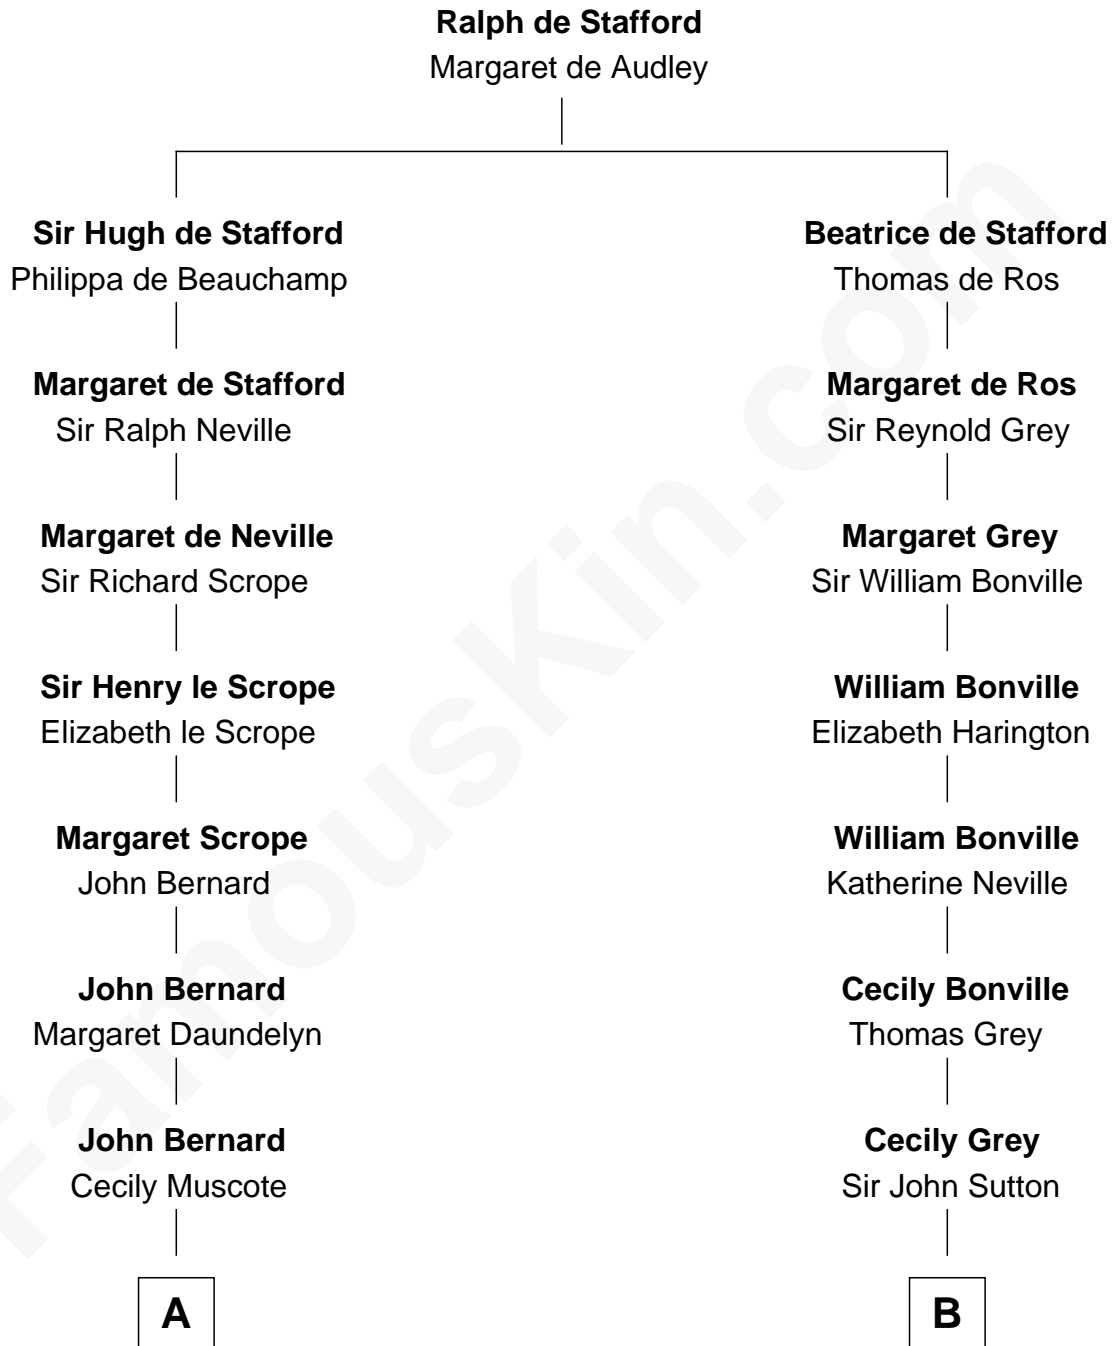 Ralph de Stafford
Margaret de Audley
Sir Hugh de Stafford
Philippa de Beauchamp
Margaret de Stafford
Sir Ralph Neville
Margaret de Neville
Sir Richard Scrope
Sir Henry le Scrope
Elizabeth le Scrope
Margaret Scrope
John Bernard
John Bernard
Margaret Daundelyn
John Bernard
Cecily Muscote
A
Beatrice de Stafford
Thomas de Ros
Margaret de Ros
Sir Reynold Grey
Margaret Grey
Sir William Bonville
William Bonville
Elizabeth Harington
William Bonville
Katherine Neville
Cecily Bonville
Thomas Grey
Cecily Grey
Sir John Sutton
B
FamousKin.com